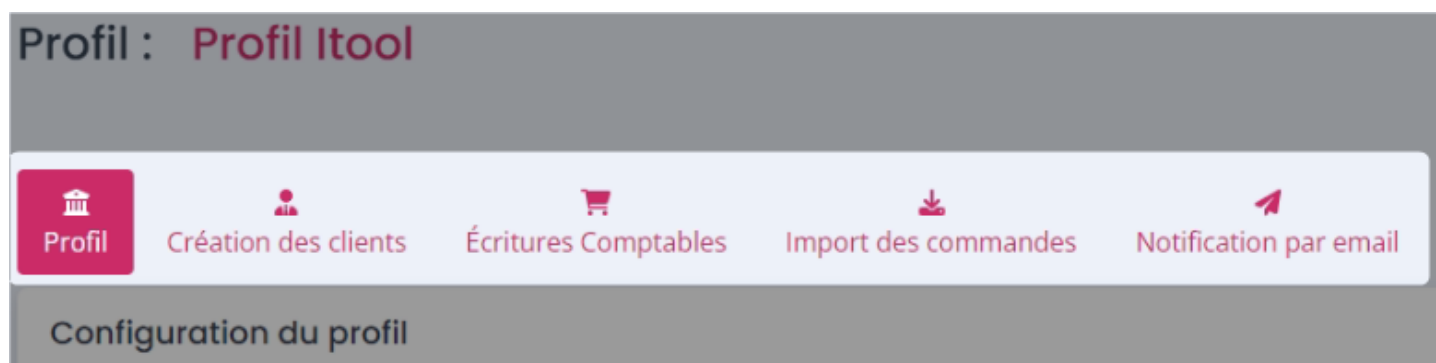 Profil : Profil Itool
Profil Création des clients Écritures Comptables Import des commandes Notification par email
Configuration du profil